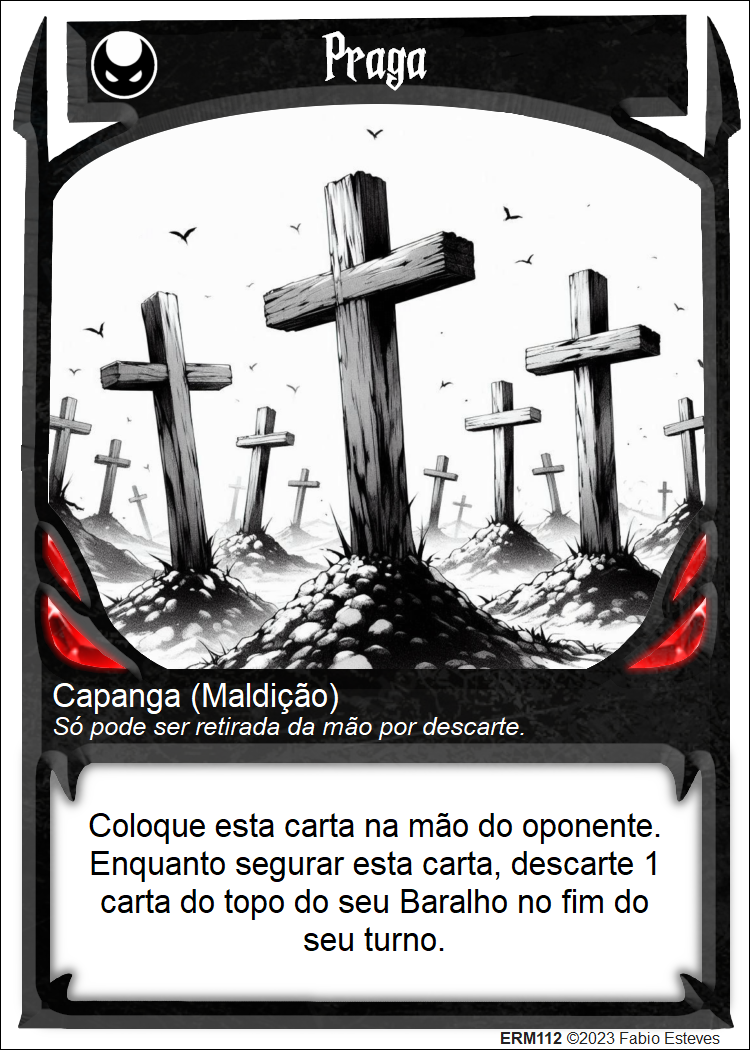 Praga
Capanga (Maldição)
Só pode ser retirada da mão por descarte.
Coloque esta carta na mão do oponente.
Enquanto segurar esta carta, descarte 1
carta do topo do seu Baralho no fim do
seu turno.
ERM112 ©2023 Fabio Esteves